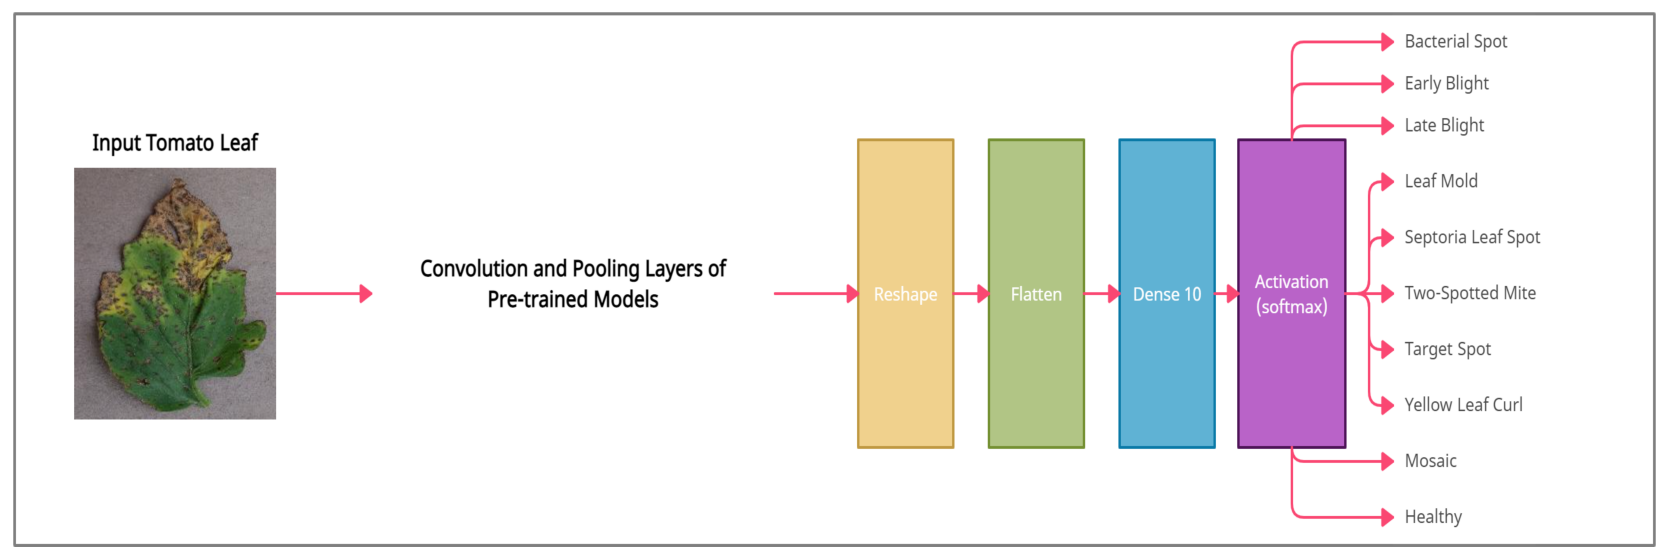 Input Tomato Leaf
Convolution and Pooling Layers of
Pre-trained Models
Reshape
Flatten
Dense 10
Activation
(softmax)
Bacterial Spot
Early Blight
Late Blight
Leaf Mold
Septoria Leaf Spot
Two-Spotted Mite
Target Spot
Yellow Leaf Curl
Mosaic
Healthy